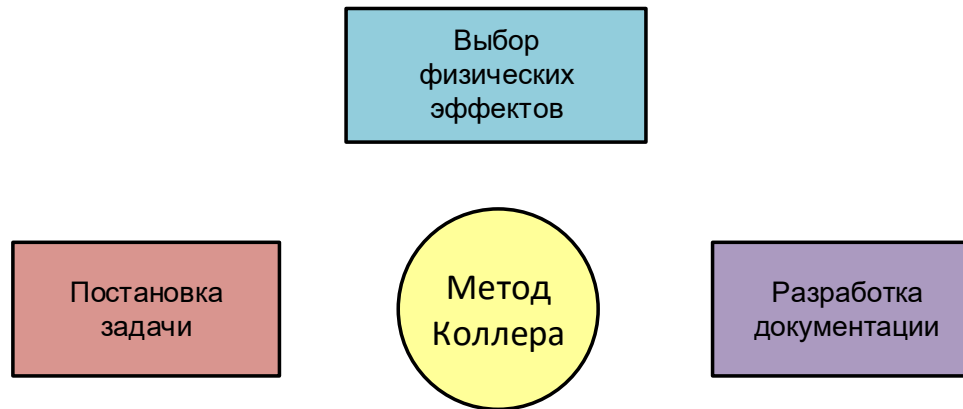 Выбор
физических
эффектов
Постановка
задачи
Метод
Коллера
Разработка
документации